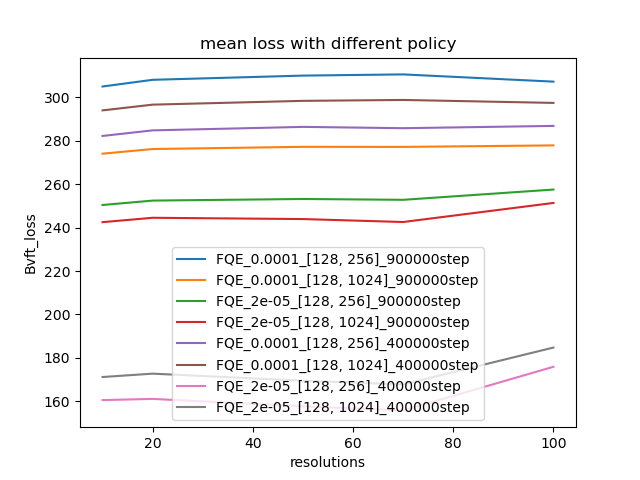 mean loss with different policy
Bvft_loss
300
280
260
240
220
200
180
160
FQE_0.0001_[128, 256]_900000step
FQE_0.0001_[128, 1024]_900000step
FQE_2e-05_[128, 256]_900000step
FQE_2e-05_[128, 1024]_900000step
FQE_0.0001_[128, 256]_400000step
FQE_0.0001_[128, 1024]_400000step
FQE_2e-05_[128, 256]_400000step
FQE_2e-05_[128, 1024]_400000step
20 40 60 80 100
resolutions